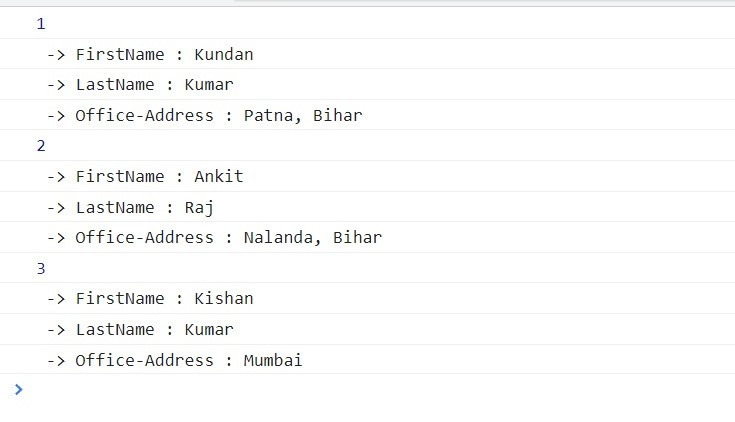 1
-> FirstName : Kundan
-> LastName : Kumar
-> Office-Address : Patna, Bihar
2
-> FirstName : Ankit
-> LastName : Raj
-> Office-Address : Nalanda, Bihar
3
-> FirstName : Kishan
-> LastName : Kumar
-> Office-Address : Mumbai